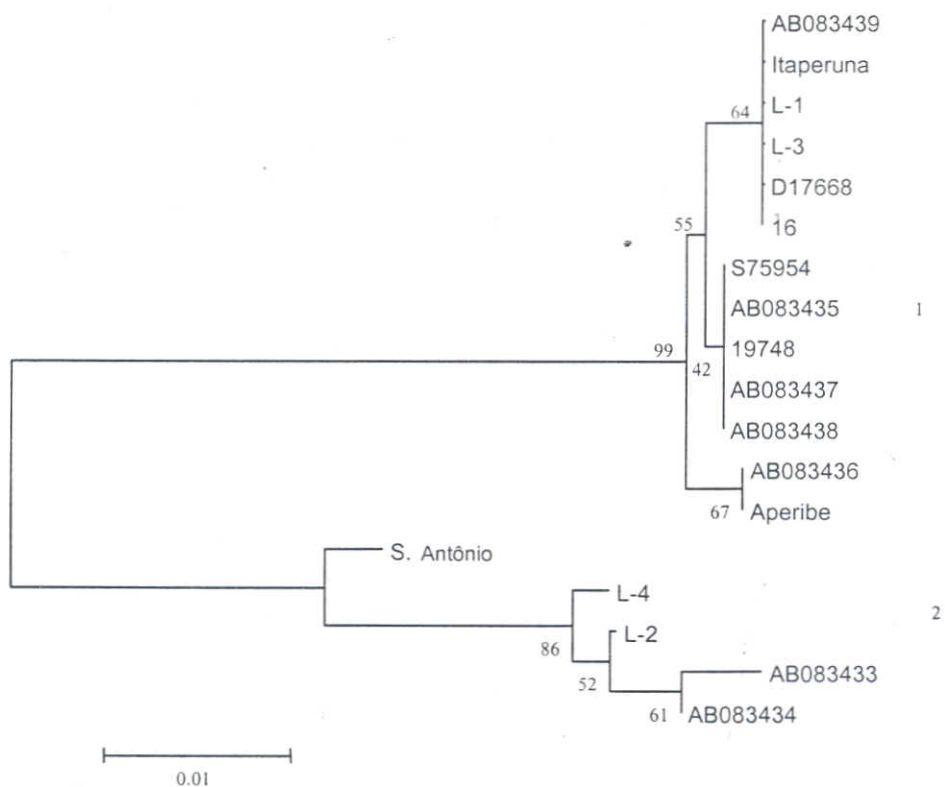 AB083439
Itaperuna
64
L-1
L-3
D17668
16
55
S75954
AB083435
1
19748
99
42
AB083437
AB083438
AB083436
67
Aperibe
S. Antônio
L-4
2
L-2
86
AB083433
52
61
AB083434
0.01